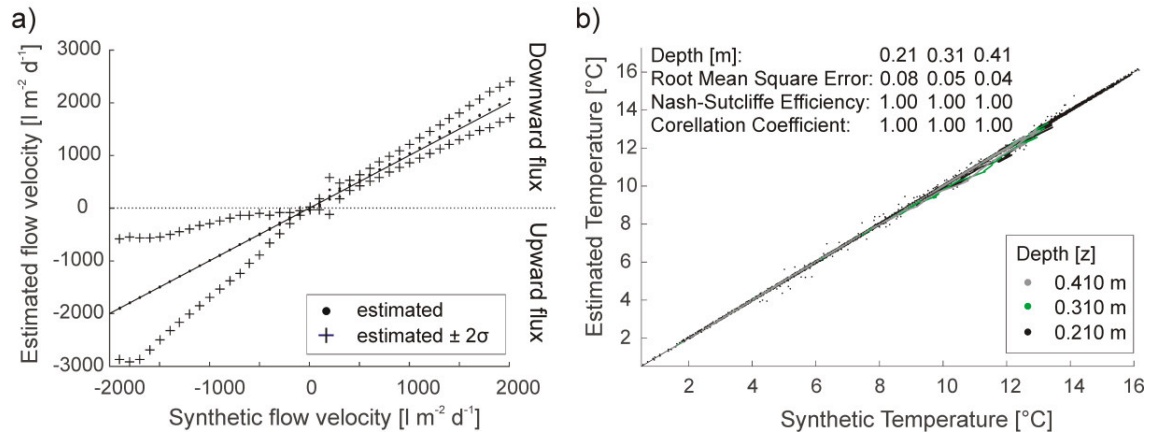 a)
Estimated flow velocity [l m⁻² d⁻¹]
3000
2000
1000
0
-1000
-2000
-3000
Downward flux
Upward flux
estimated
estimated ± 2σ
-2000
-1000
0
1000
2000
Synthetic flow velocity [l m⁻² d⁻¹]
b)
Estimated Temperature [°C]
16
14
12
10
8
6
4
2
Depth [m]: 0.21 0.31 0.41
Root Mean Square Error: 0.08 0.05 0.04
Nash-Sutcliffe Efficiency: 1.00 1.00 1.00
Corellation Coefficient: 1.00 1.00 1.00
Depth [z]
0.410 m
0.310 m
0.210 m
2 4 6 8 10 12 14 16
Synthetic Temperature [°C]